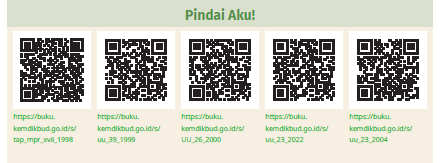 Pindai Aku!
https://buku.
kemdikbud.go.id/s/
tap_mpr_xvii_1998
https://buku.
kemdikbud.go.id/s/
uu_39_1999
https://buku.
kemdikbud.go.id/s/
UU_26_2000
https://buku.
kemdikbud.go.id/s/
uu_23_2022
https://buku.
kemdikbud.go.id/s/
uu_23_2004